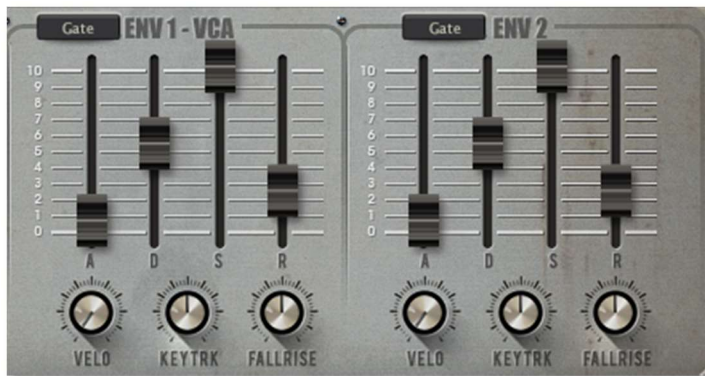 Gate ENV 1 - VCA
Gate ENV 2
10 10
9 9
8 8
7 7
6 6
5 5
4 4
3 3
2 2
1 1
0 0
A D S R A D S R
VELO KEYTRK FALLRISE VELO KEYTRK FALLRISE